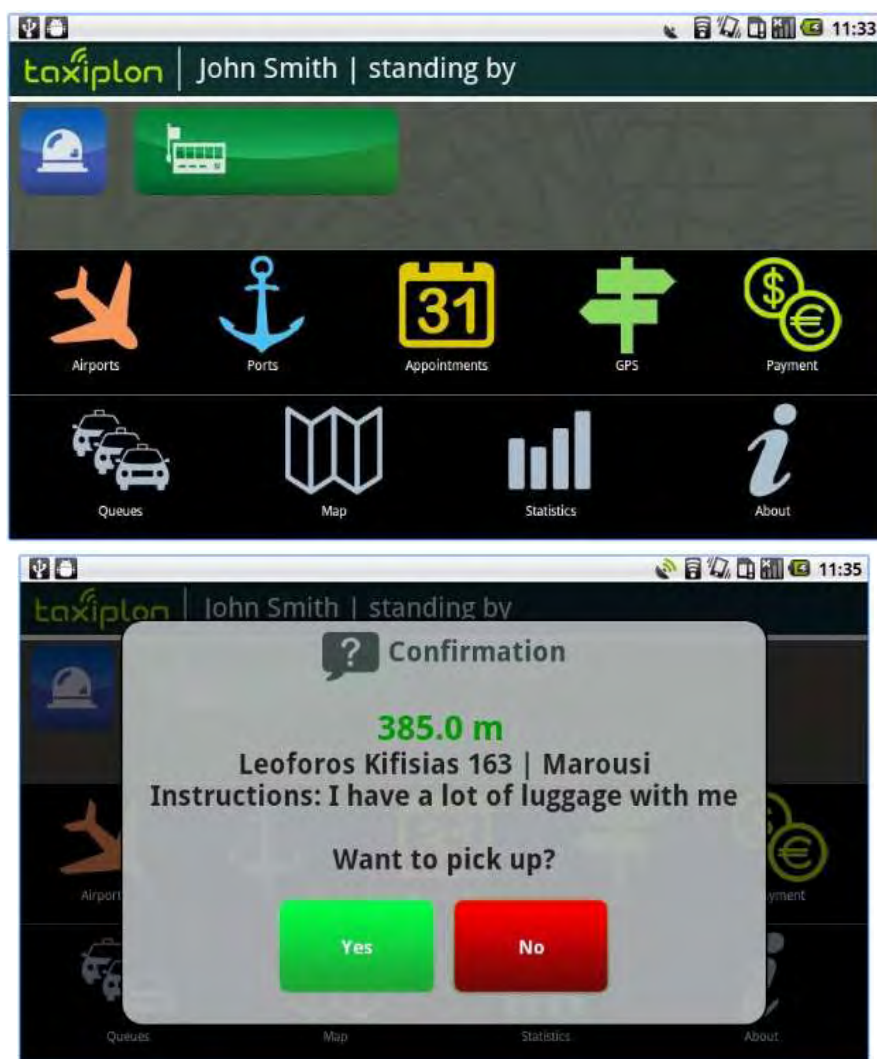 11:33
taxiplon | John Smith | standing by
31
$
€
Airports
Ports
Appointments
GPS
Payment
Queues
Map
Statistics
About
11:35
taxiplon | John Smith | standing by
? Confirmation
385.0 m
Leoforos Kifisias 163 | Marousi
Instructions: I have a lot of luggage with me
Want to pick up?
€
Airport
yment
Yes
No
Queues
Map
Statistics
About